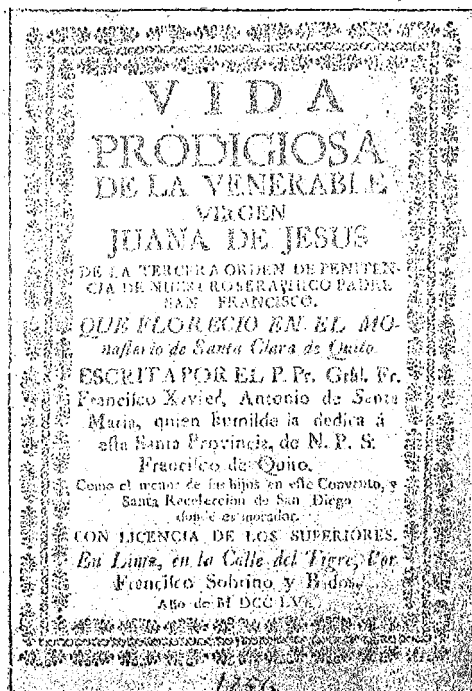 VIDA
PRODIGIOSA
DE LA VENERABLE
VIRGEN
JUANA DE JESUS
DE LA TERCERA ORDEN DE PENITEN-
CIA DE PADRE
SAN FRANCISCO.
QUE FLORECIO EN EL MO-
nasterio de Santa Clara de Quito.
ESCRITA POR EL P. Pr. Gràl. Fr.
Francisco Xavier, Antonio de Santa
Maria, quien humilde la dedica á
esta Santa Provincia, de N. P. S.
Francisco de Quito.
Como el menor de sus hijos en este Convento, y
Santa Recoleccion de San Diego
donde es morador.
CON LICENCIA DE LOS SUPERIORES.
En Lima, en la Calle del Tigre, Por
Francisco Sobrino y Bados.
Año de M DCC LVI.
1756